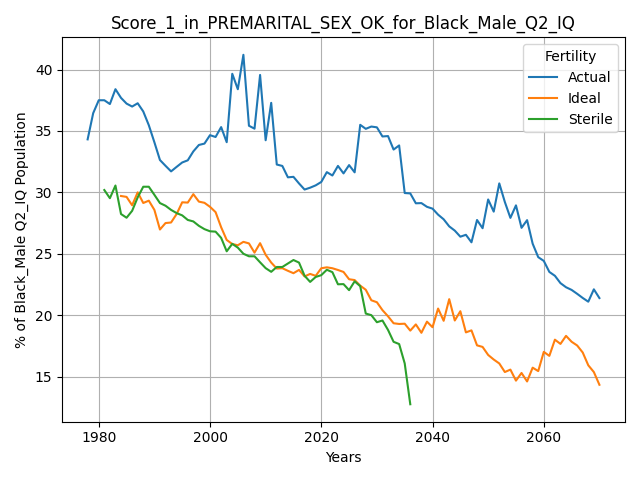 Score_1_in_PREMARITAL_SEX_OK_for_Black_Male_Q2_IQ
Fertility
Actual
Ideal
Sterile
% of Black_Male Q2_IQ Population
40
35
30
25
20
15
1980
2000
2020
2040
2060
Years